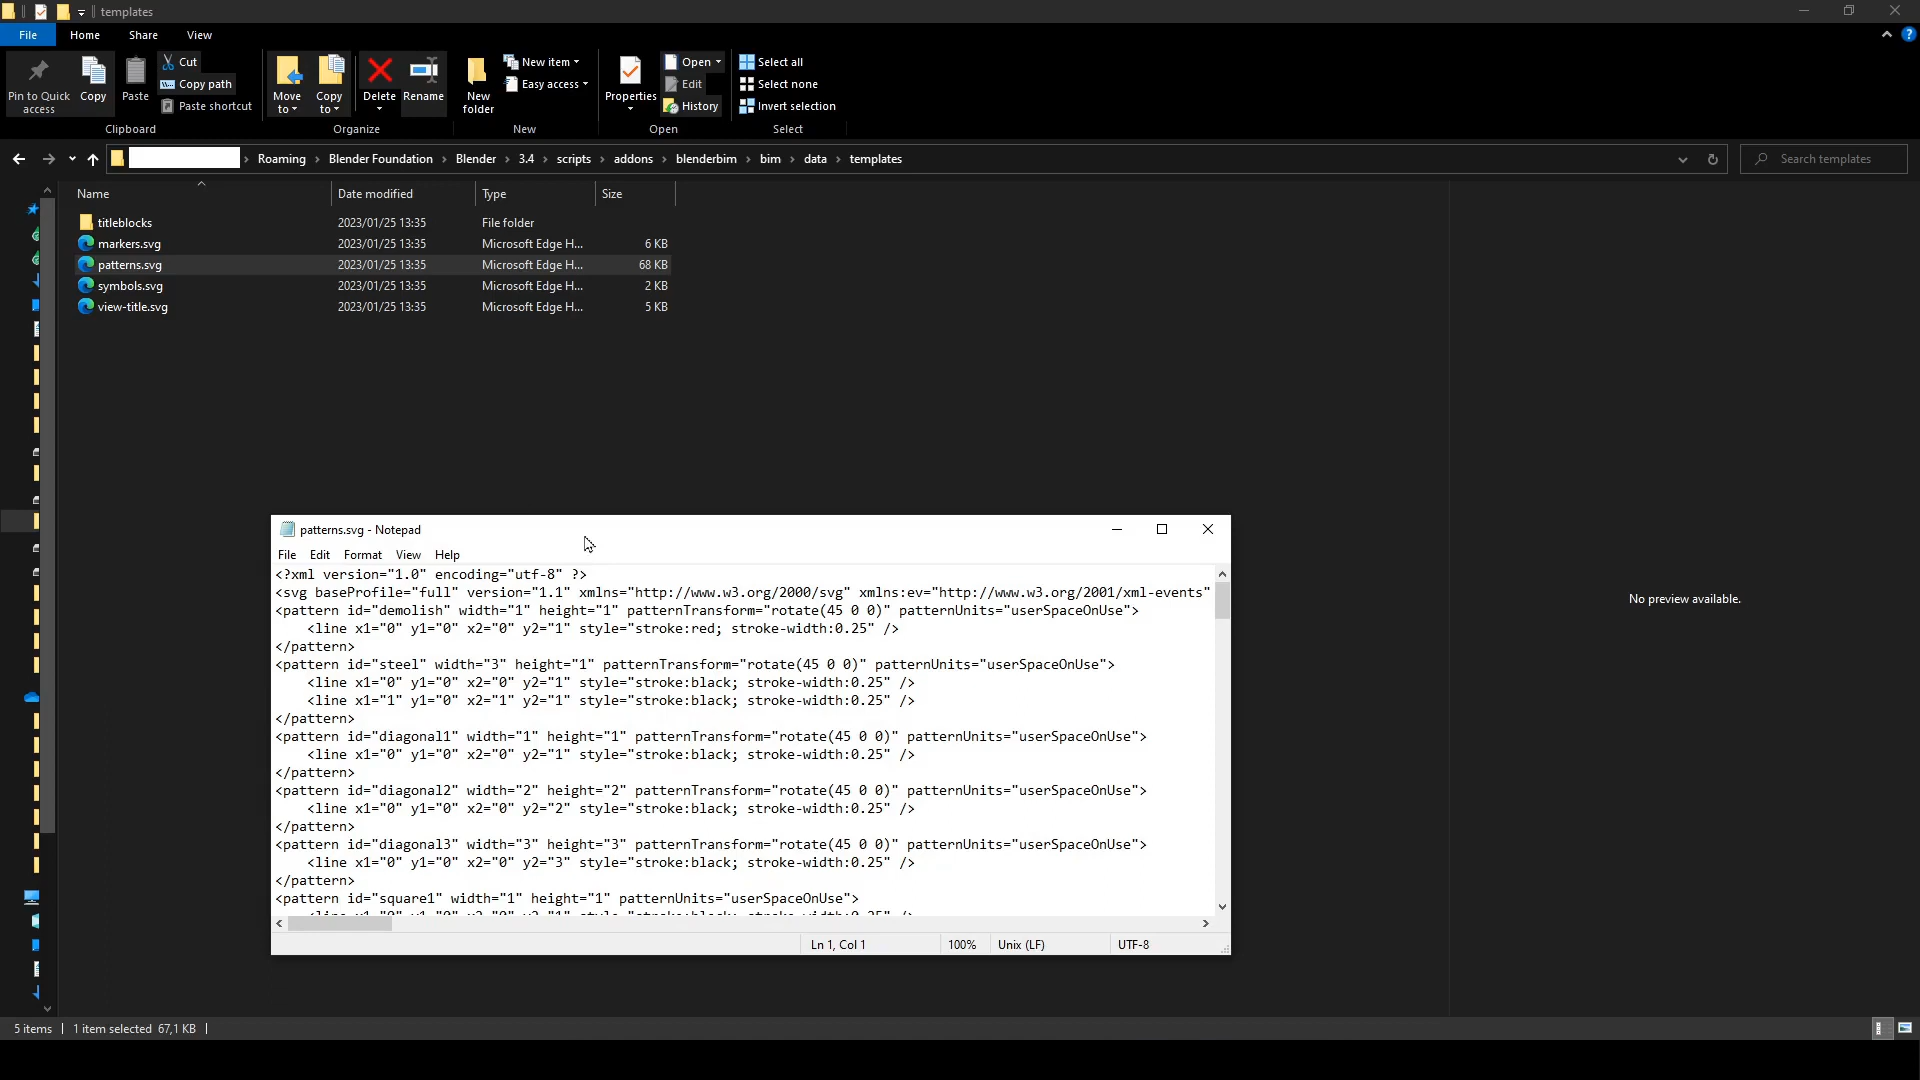 templates
File Home Share View
Pin to Quick access
Copy
Paste
Cut
Copy path
Paste shortcut
Clipboard
Move to
Copy to
Delete
Rename
Organize
New folder
New item
Easy access
New
Properties
Open
Edit
History
Open
Select all
Select none
Invert selection
Select
Roaming › Blender Foundation › Blender › 3.4 › scripts › addons › blenderbim › bim › data › templates
Search templates
Name Date modified Type Size
titleblocks 2023/01/25 13:35 File folder
markers.svg 2023/01/25 13:35 Microsoft Edge H... 6 KB
patterns.svg 2023/01/25 13:35 Microsoft Edge H... 68 KB
symbols.svg 2023/01/25 13:35 Microsoft Edge H... 2 KB
view-title.svg 2023/01/25 13:35 Microsoft Edge H... 5 KB
No preview available.
patterns.svg - Notepad
File Edit Format View Help
<?xml version="1.0" encoding="utf-8" ?>
<svg baseProfile="full" version="1.1" xmlns="http://www.w3.org/2000/svg" xmlns:ev="http://www.w3.org/2001/xml-events"
<pattern id="demolish" width="1" height="1" patternTransform="rotate(45 0 0)" patternUnits="userSpaceOnUse">
<line x1="0" y1="0" x2="0" y2="1" style="stroke:red; stroke-width:0.25" />
</pattern>
<pattern id="steel" width="3" height="1" patternTransform="rotate(45 0 0)" patternUnits="userSpaceOnUse">
<line x1="0" y1="0" x2="0" y2="1" style="stroke:black; stroke-width:0.25" />
<line x1="1" y1="0" x2="1" y2="1" style="stroke:black; stroke-width:0.25" />
</pattern>
<pattern id="diagonal1" width="1" height="1" patternTransform="rotate(45 0 0)" patternUnits="userSpaceOnUse">
<line x1="0" y1="0" x2="0" y2="1" style="stroke:black; stroke-width:0.25" />
</pattern>
<pattern id="diagonal2" width="2" height="2" patternTransform="rotate(45 0 0)" patternUnits="userSpaceOnUse">
<line x1="0" y1="0" x2="0" y2="2" style="stroke:black; stroke-width:0.25" />
</pattern>
<pattern id="diagonal3" width="3" height="3" patternTransform="rotate(45 0 0)" patternUnits="userSpaceOnUse">
<line x1="0" y1="0" x2="0" y2="3" style="stroke:black; stroke-width:0.25" />
</pattern>
<pattern id="square1" width="1" height="1" patternUnits="userSpaceOnUse">
Ln 1, Col 1 100% Unix (LF) UTF-8
5 items 1 item selected 67,1 KB